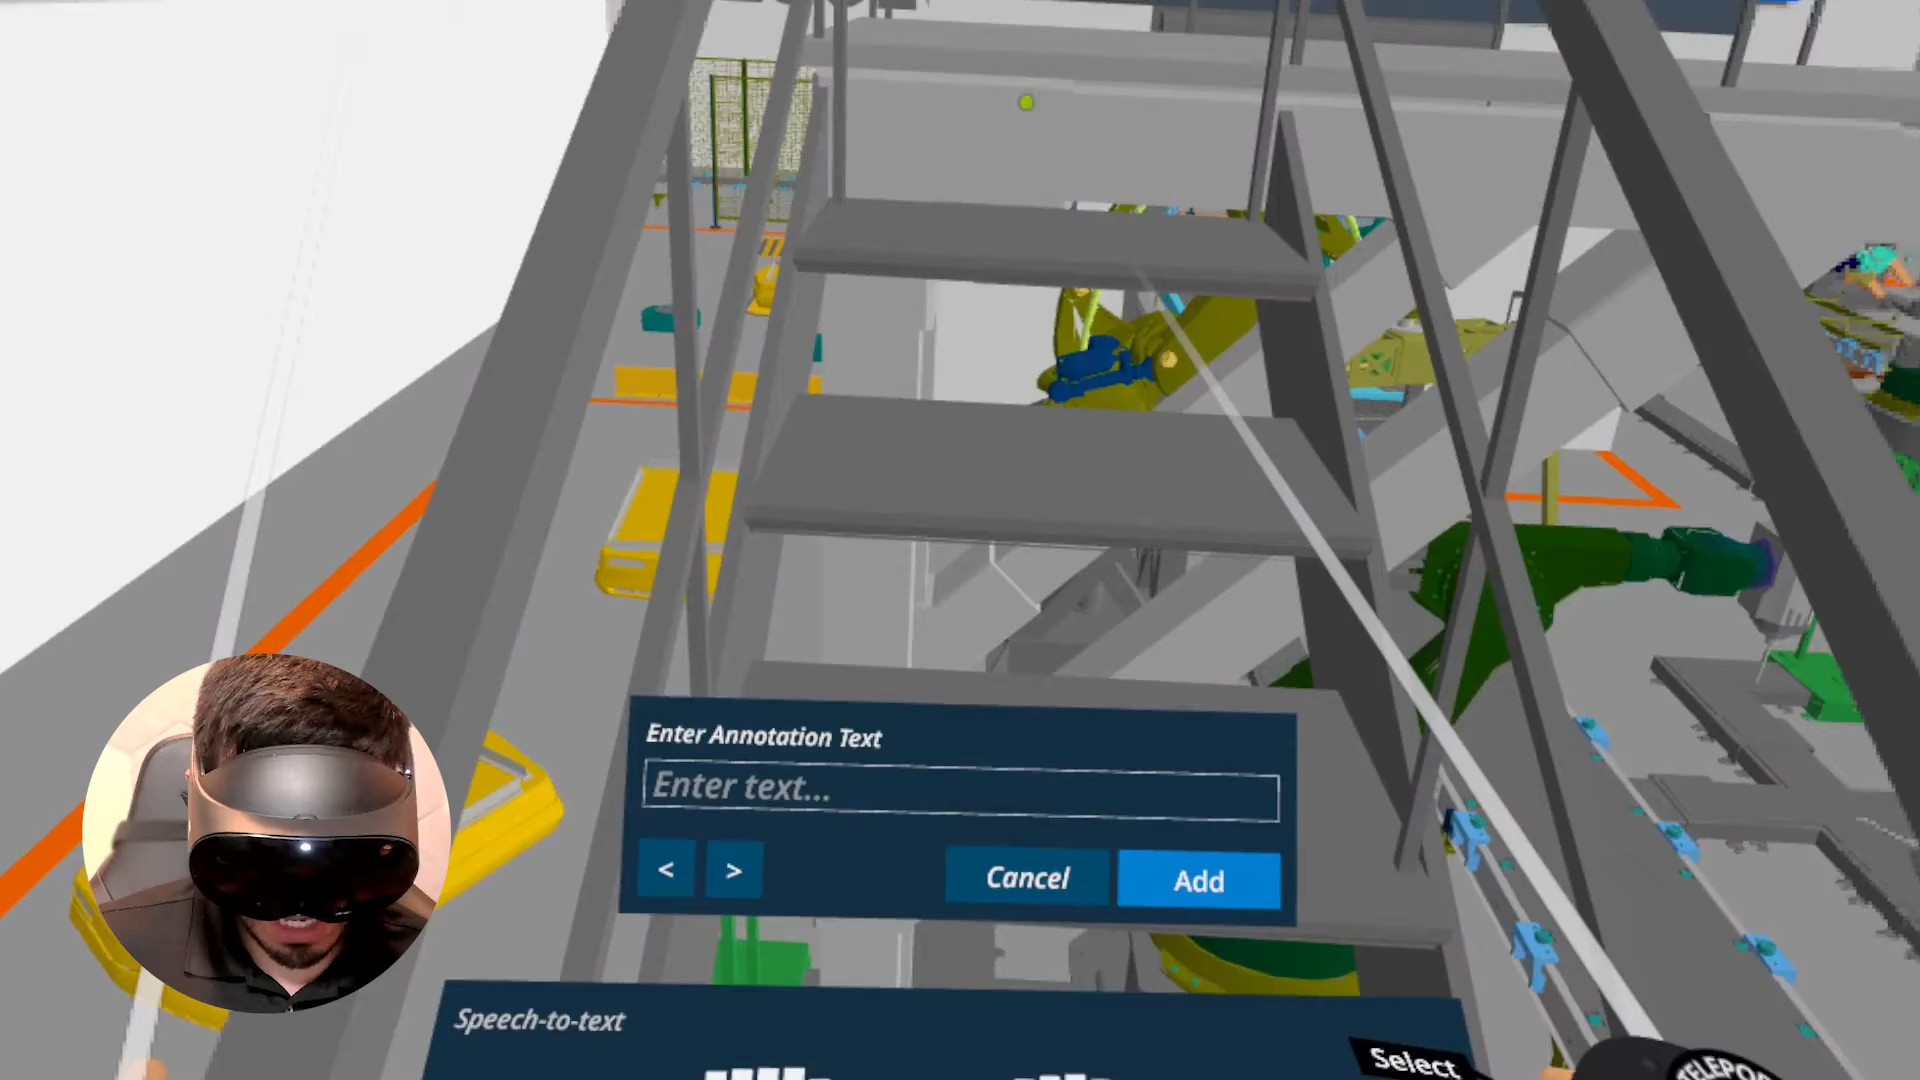 Enter Annotation Text
Enter text...
<
>
Cancel
Add
Speech-to-text
Select